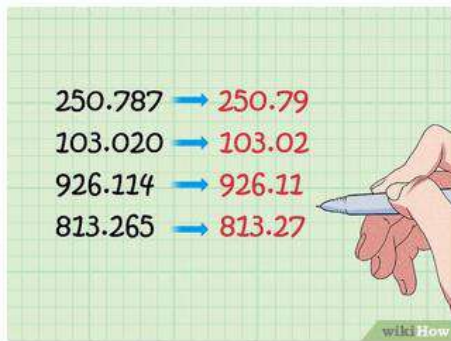 250.787 → 250.79
103.020 → 103.02
926.114 → 926.11
813.265 → 813.27
wikiHow